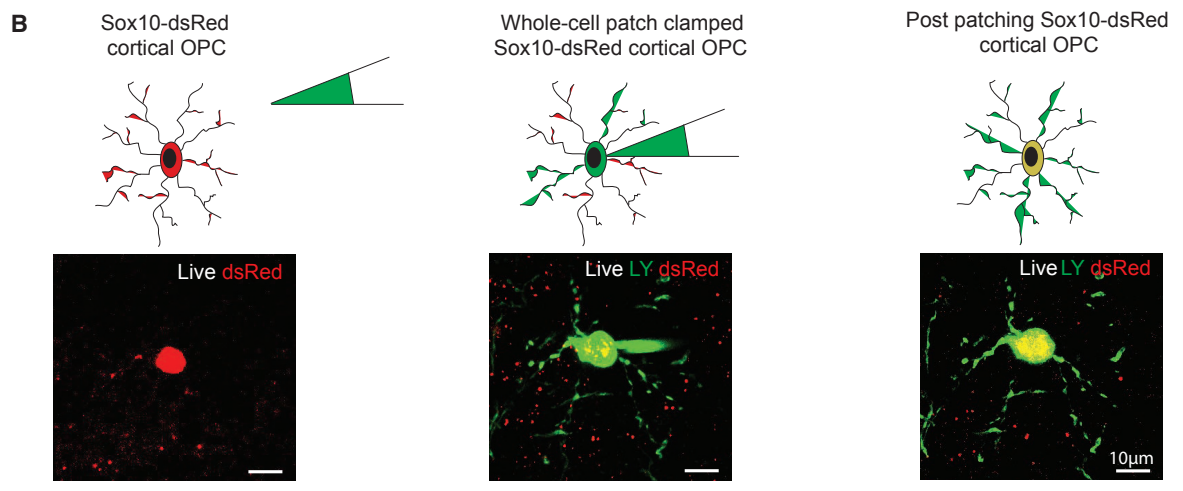 B
Sox10-dsRed
cortical OPC
Whole-cell patch clamped
Sox10-dsRed cortical OPC
Post patching Sox10-dsRed
cortical OPC
Live dsRed
Live LY dsRed
Live LY dsRed
10μm